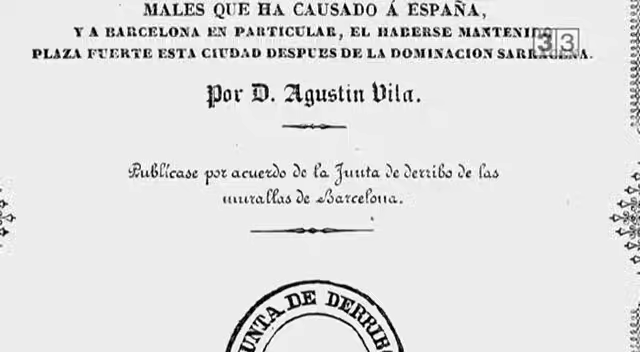 MALES QUE HA CAUSADO Á ESPAÑA,
Y A BARCELONA EN PARTICULAR, EL HABERSE MANTENIDO
33
PLAZA FUERTE ESTA CIUDAD DESPUES DE LA DOMINACION SARRACENA.
Por D. Agustin Vila.
Publícase por acuerdo de la Junta de derribo de las
murallas de Barcelona.
JUNTA DE DERRIBO